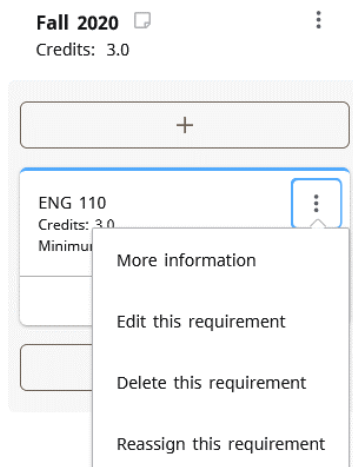 Fall 2020
Credits: 3.0
+
ENG 110
Credits: 3.0
More information
Edit this requirement
Delete this requirement
Reassign this requirement